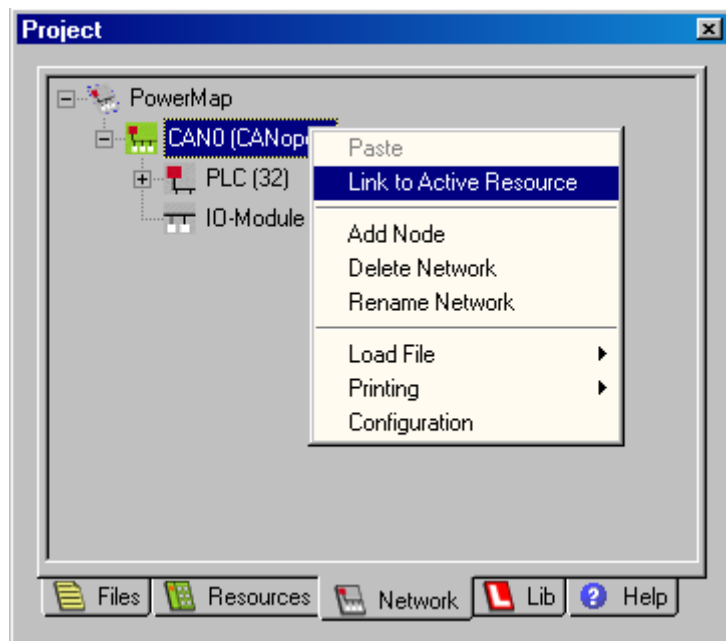 Project
PowerMap
CAN0 (CANop
PLC (32)
IO-Module
Paste
Link to Active Resource
Add Node
Delete Network
Rename Network
Load File
Printing
Configuration
Files
Resources
Network
Lib
Help